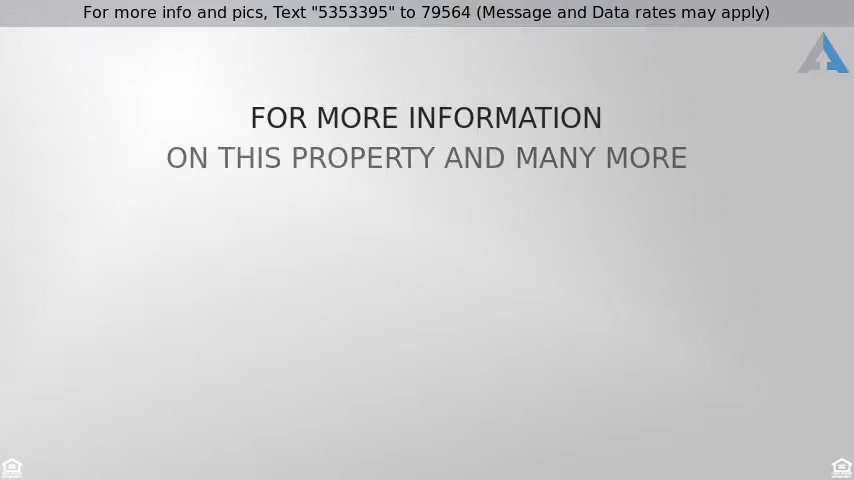 For more info and pics, Text "5353395" to 79564 (Message and Data rates may apply)
FOR MORE INFORMATION
ON THIS PROPERTY AND MANY MORE